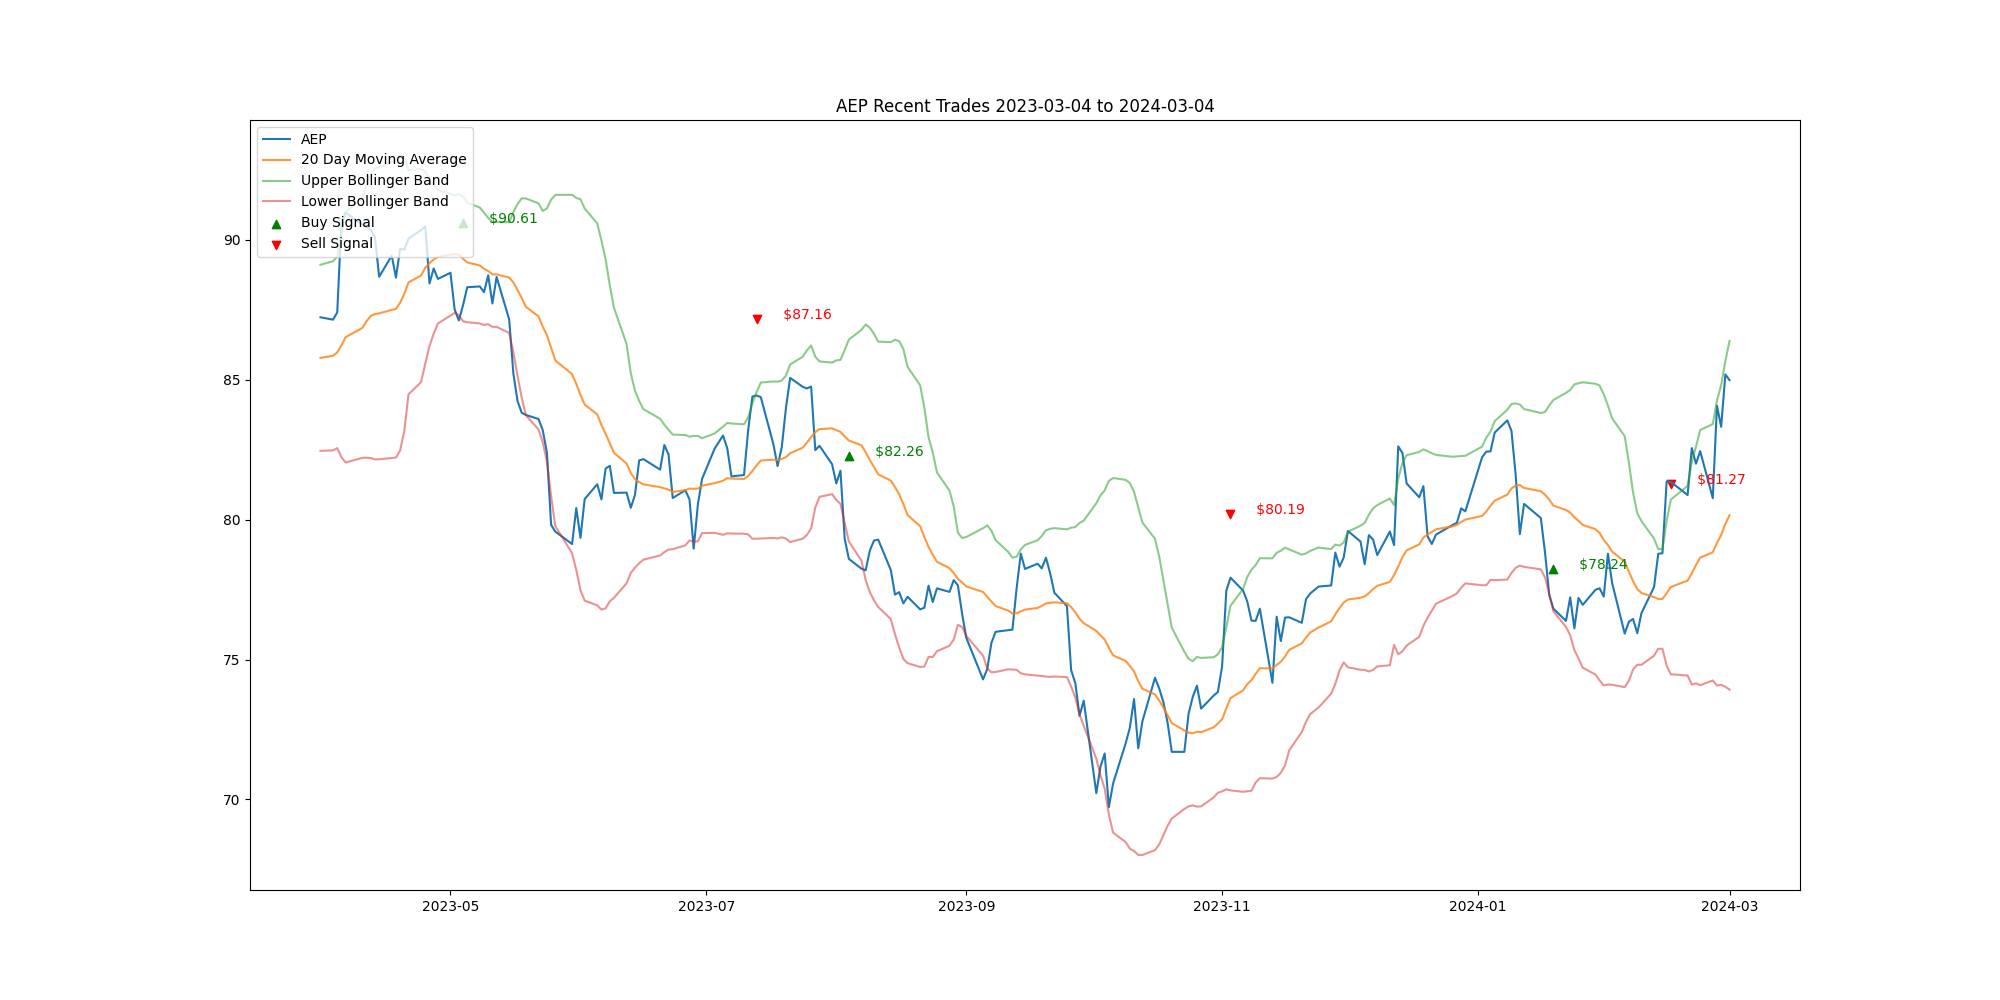 AEP Recent Trades 2023-03-04 to 2024-03-04
AEP
20 Day Moving Average
Upper Bollinger Band
Lower Bollinger Band
Buy Signal
Sell Signal
$90.61
$87.16
$82.26
$80.19
$81.27
$78.24
90
85
80
75
70
2023-05
2023-07
2023-09
2023-11
2024-01
2024-03